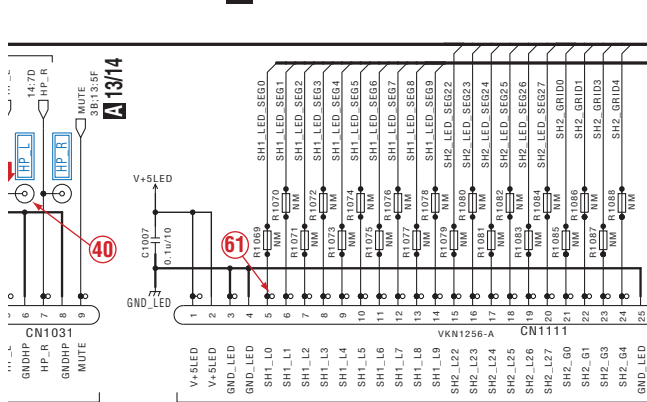 14:7D
HP_R
MUTE
3B:13:5F
A 13/14
HP_L
HP_R
40
V+5LED
C1007
0.1u/10
GND_LED
61
SH1_LED_SEG0
SH1_LED_SEG1
SH1_LED_SEG2
SH1_LED_SEG3
SH1_LED_SEG4
SH1_LED_SEG5
SH1_LED_SEG6
SH1_LED_SEG7
SH1_LED_SEG8
SH1_LED_SEG9
SH2_LED_SEG22
SH2_LED_SEG23
SH2_LED_SEG24
SH2_LED_SEG25
SH2_LED_SEG26
SH2_LED_SEG27
SH2_GRID0
SH2_GRID1
SH2_GRID3
SH2_GRID4
R1070 NM
R1072 NM
R1074 NM
R1076 NM
R1078 NM
R1080 NM
R1082 NM
R1084 NM
R1086 NM
R1088 NM
R1069 NM
R1071 NM
R1073 NM
R1075 NM
R1077 NM
R1079 NM
R1081 NM
R1083 NM
R1085 NM
R1087 NM
6 7 8 9
CN1031
GNDHP
HP_R
GNDHP
MUTE
1 2 3 4 5 6 7 8 9 10 11 12 13 14 15 16 17 18 19 20 21 22 23 24 25
VKN1256-A CN1111
V+5LED
V+5LED
GND_LED
GND_LED
SH1_L0
SH1_L1
SH1_L2
SH1_L3
SH1_L4
SH1_L5
SH1_L6
SH1_L7
SH1_L8
SH1_L9
SH2_L22
SH2_L23
SH2_L24
SH2_L25
SH2_L26
SH2_L27
SH2_G0
SH2_G1
SH2_G3
SH2_G4
GND_LED